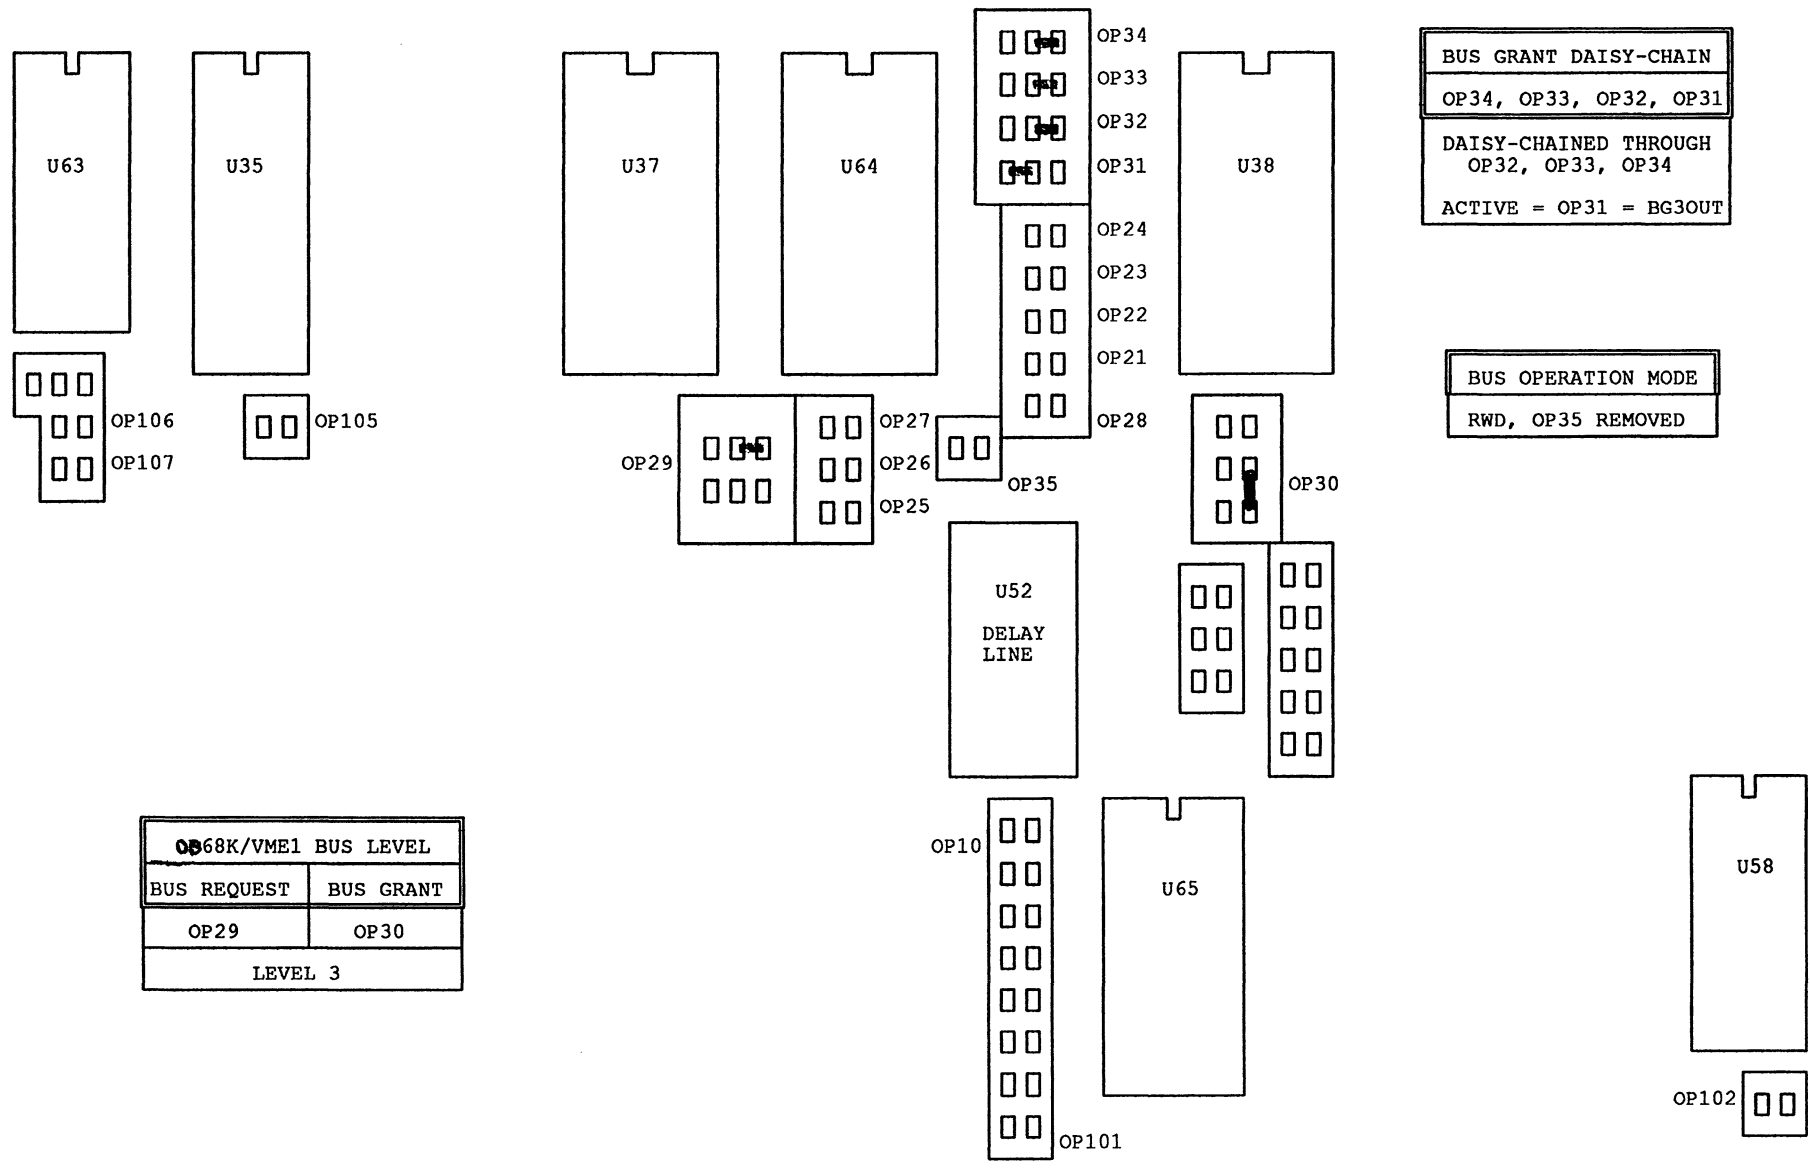 OP34
BUS GRANT DAISY-CHAIN
OP33
OP34, OP33, OP32, OP31
OP32
DAISY-CHAINED THROUGH
U63
U35
U37
U64
OP31
U38
OP32, OP33, OP34
ACTIVE = OP31 = BG3OUT
OP24
OP23
OP22
OP21
BUS OPERATION MODE
OP106
OP105
OP27
OP28
RWD, OP35 REMOVED
OP107
OP29
OP26
OP35
OP30
OP25
U52
DELAY
LINE
OB68K/VME1 BUS LEVEL
OP10
U65
U58
BUS REQUEST
BUS GRANT
OP29
OP30
LEVEL 3
OP102
OP101